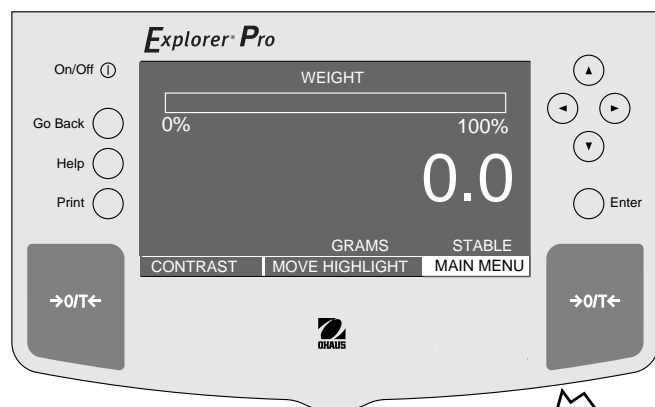 Explorer® Pro
On/Off
Go Back
Help
Print
WEIGHT
0% 100%
0.0
GRAMS STABLE
CONTRAST MOVE HIGHLIGHT MAIN MENU
Enter
→0/T←
→0/T←
OHAUS